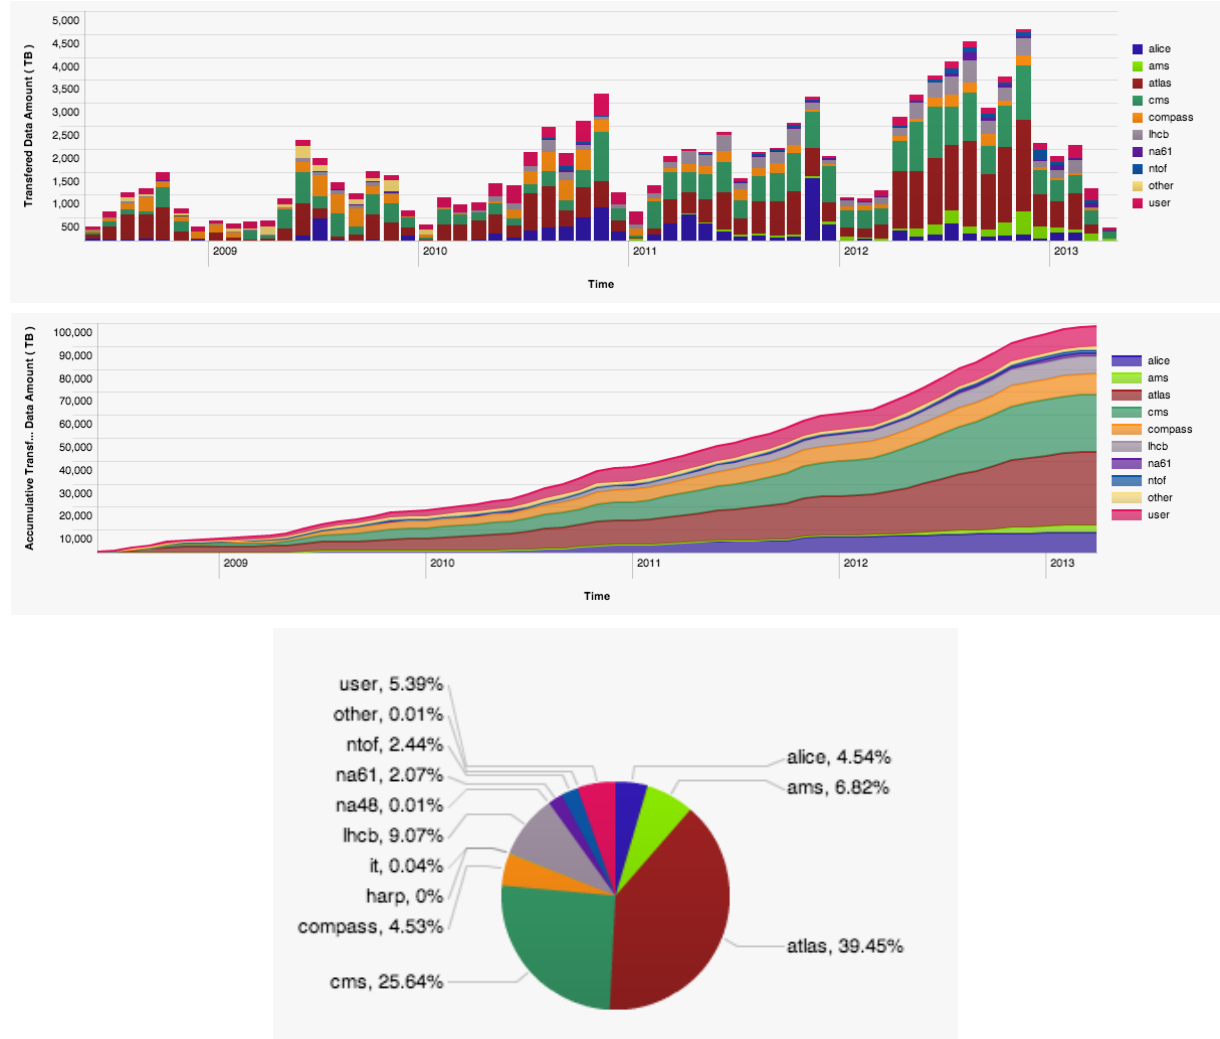 Transfered Data Amount ( TB )
5,000
4,500
4,000
3,500
3,000
2,500
2,000
1,500
1,000
500
2009
2010
2011
2012
2013
Time
alice
ams
atlas
cms
compass
lhcb
na61
ntof
other
user
Accumulative Transf... Data Amount ( TB )
100,000
90,000
80,000
70,000
60,000
50,000
40,000
30,000
20,000
10,000
2009
2010
2011
2012
2013
Time
alice
ams
atlas
cms
compass
lhcb
na61
ntof
other
user
user, 5.39%
other, 0.01%
ntof, 2.44%
na61, 2.07%
na48, 0.01%
lhcb, 9.07%
it, 0.04%
harp, 0%
compass, 4.53%
cms, 25.64%
alice, 4.54%
ams, 6.82%
atlas, 39.45%